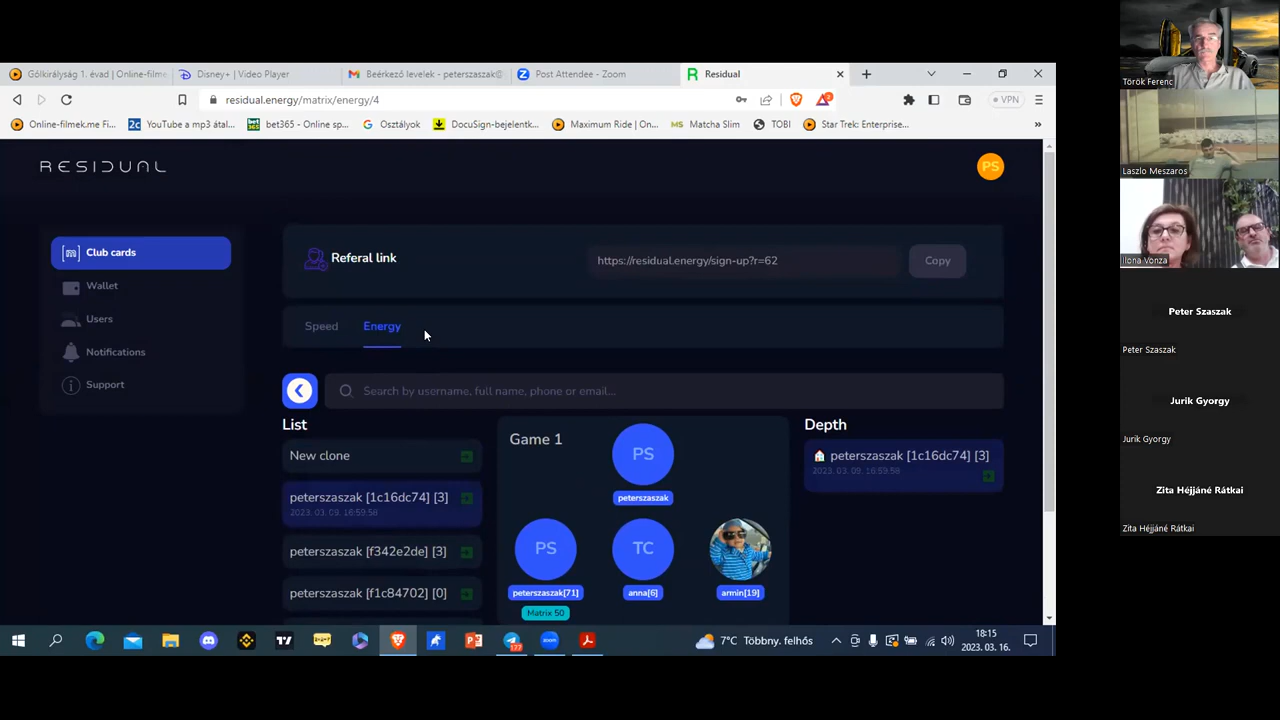 Gólkirályság 1. évad | Online-filme
Disney+ | Video Player
Beérkező levelek - peterszaszak@
Post Attendee - Zoom
Residual
residual.energy/matrix/energy/4
VPN
Online-filmek.me Fi...
YouTube a mp3 átal...
bet365 - Online sp...
Osztályok
DocuSign-bejelentk...
Maximum Ride | On...
Matcha Slim
TOBI
Star Trek: Enterprise...
RESIDUAL
PS
Club cards
Wallet
Users
Notifications
Support
Referal link
https://residual.energy/sign-up?r=62
Copy
Speed
Energy
Search by username, full name, phone or email...
List
New clone
peterszaszak [1c16dc74] [3]
2023. 03. 09. 16:59:58
peterszaszak [f342e2de] [3]
peterszaszak [f1c84702] [0]
Game 1
PS
peterszaszak
PS
TC
peterszaszak[71]
anna[6]
armin[19]
Matrix 50
Depth
peterszaszak [1c16dc74] [3]
2023. 03. 09. 16:59:58
7°C Többny. felhős
18:15
2023. 03. 16.
177
Török Ferenc
Laszlo Meszaros
Ilona Vonza
Peter Szaszak
Peter Szaszak
Jurik Gyorgy
Jurik Gyorgy
Zita Héjjáné Rátkai
Zita Héjjáné Rátkai